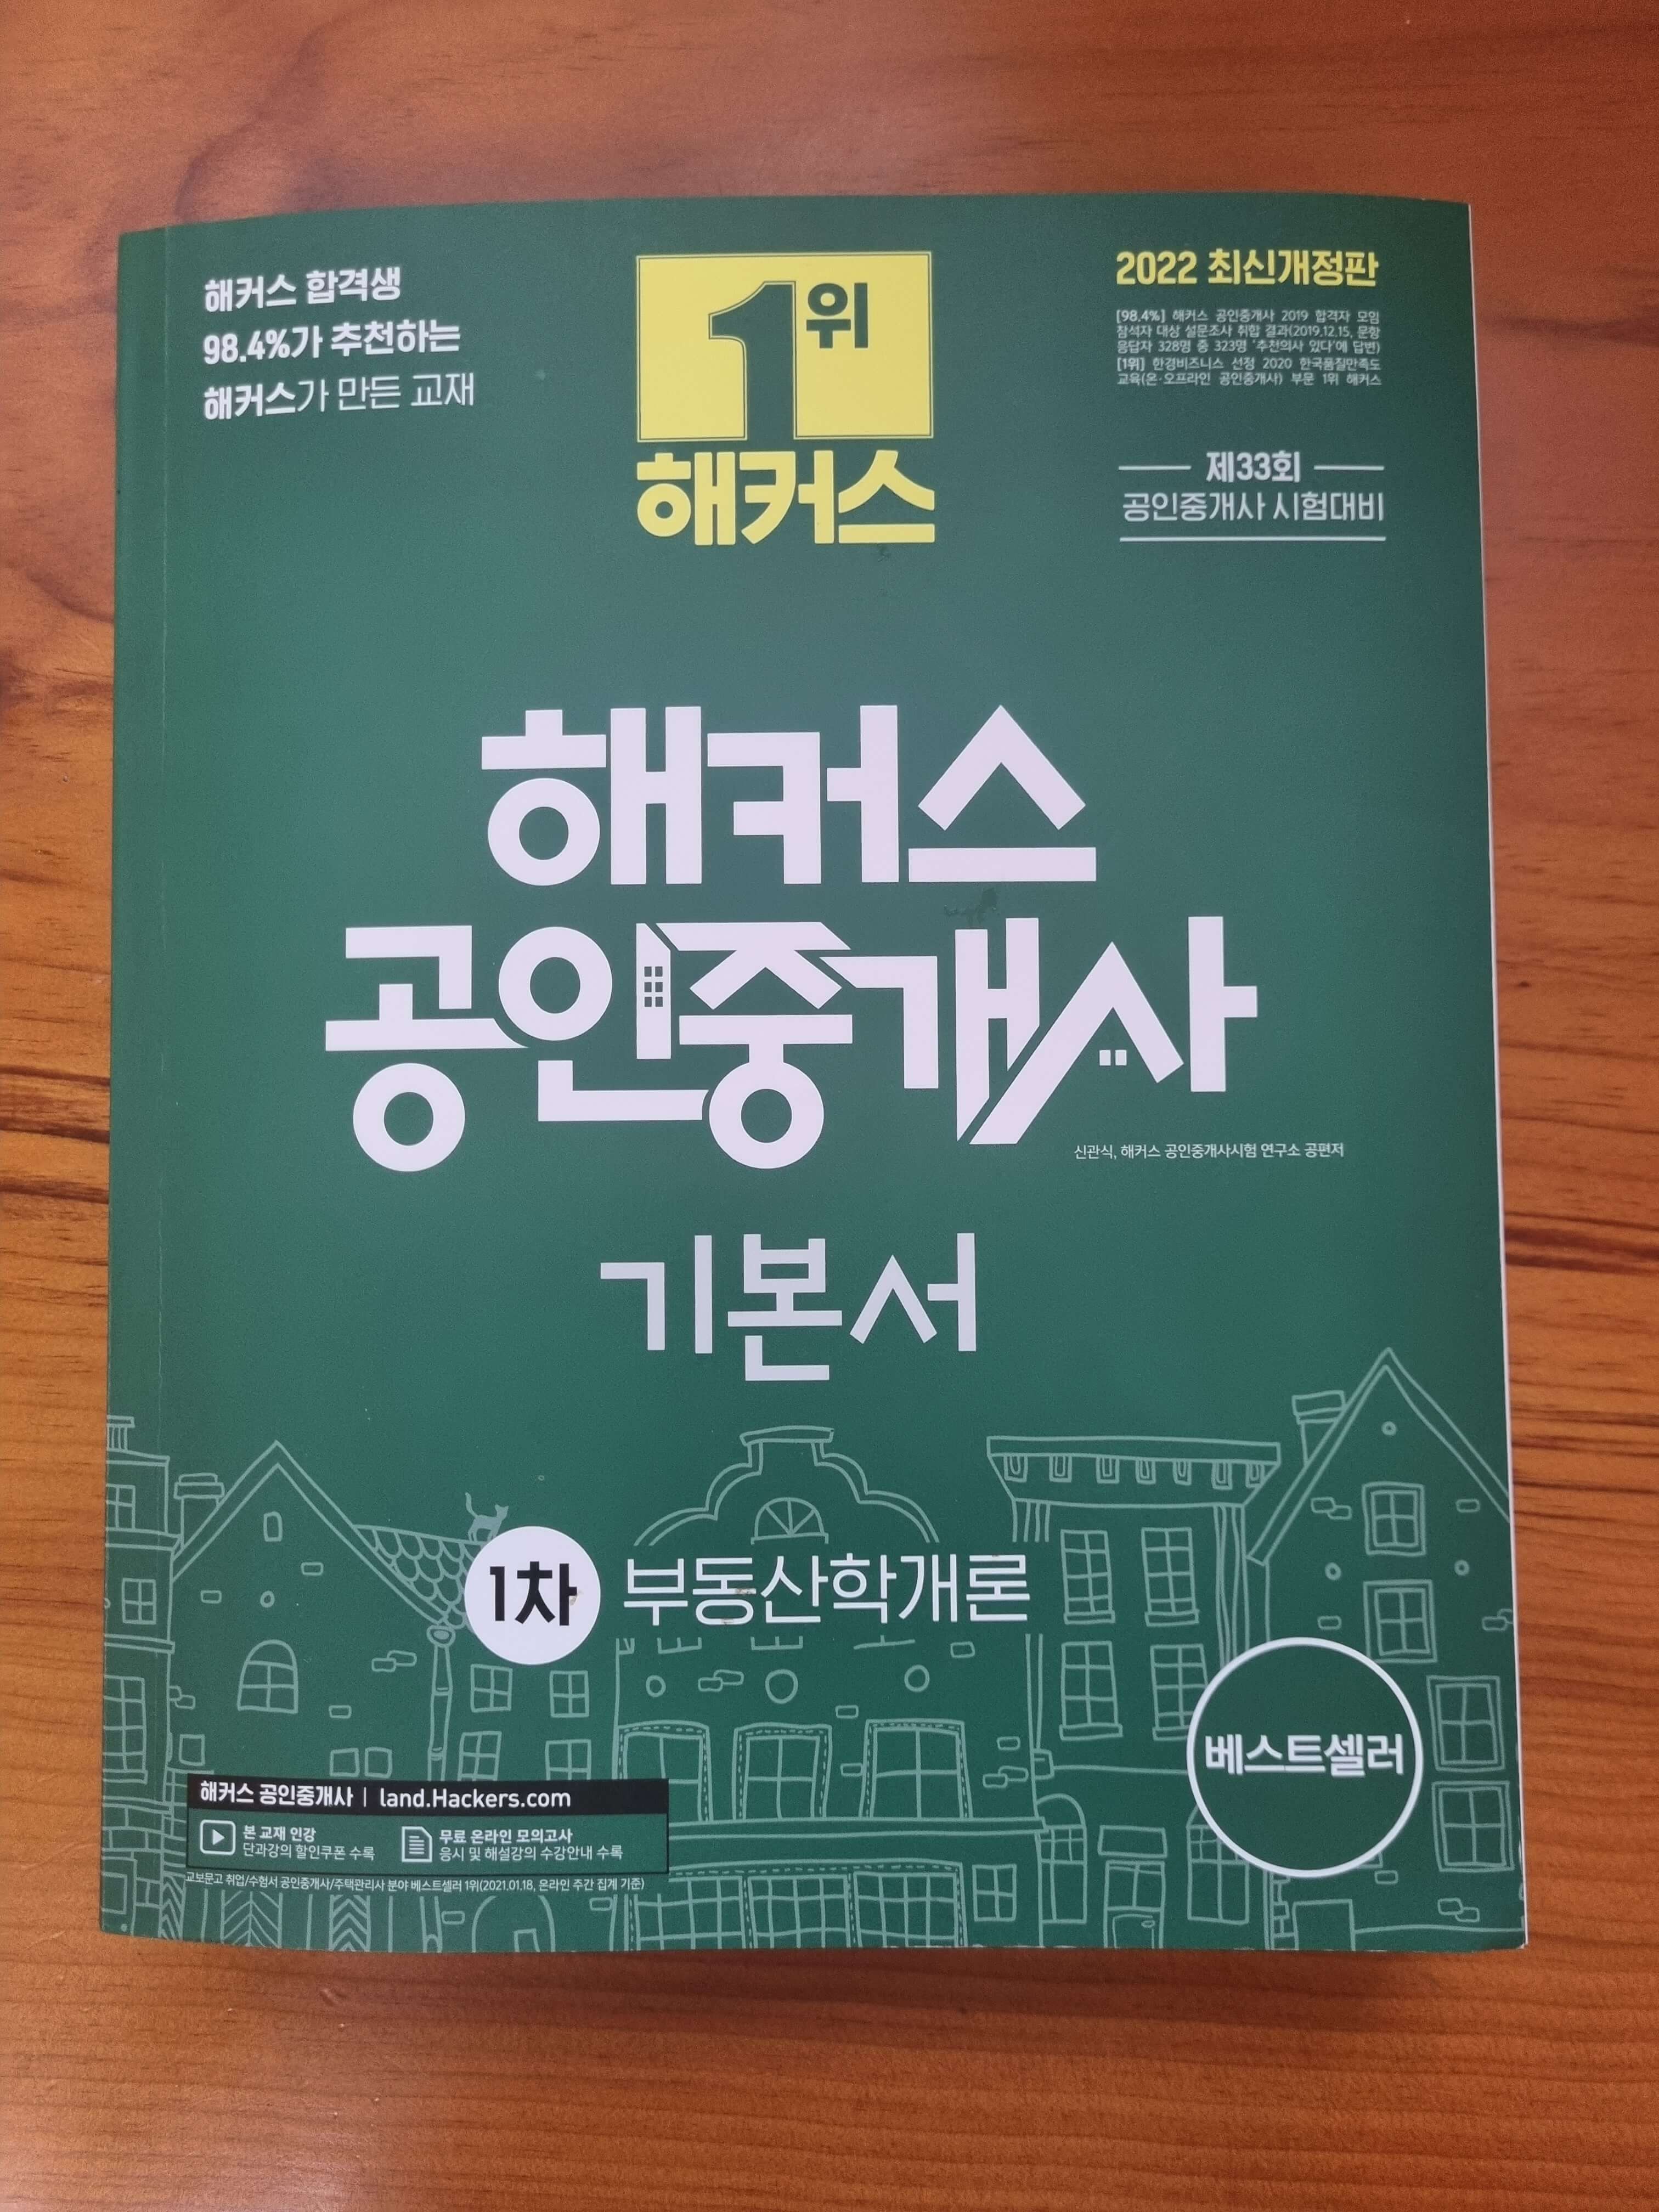 해커스 합격생
98.4%가 추천하는
해커스가 만든 교재
1위
해커스
2022 최신개정판
[98.4%] 해커스 공인중개사 2019 합격자 모임
참석자 대상 설문조사 취합 결과(2019.12.15, 문항
응답자 328명 중 323명 '추천의사 있다'에 답변)
[1위] 한경비즈니스 선정 2020 한국품질만족도
교육(온·오프라인 공인중개사) 부문 1위 해커스
제33회
공인중개사 시험대비
해커스
공인중개사
신관식, 해커스 공인중개사시험 연구소 공편저
기본서
1차 부동산학개론
베스트셀러
해커스 공인중개사 | land.Hackers.com
본 교재 인강
단과강의 할인쿠폰 수록
무료 온라인 모의고사
응시 및 해설강의 수강안내 수록
교보문고 취업/수험서 공인중개사/주택관리사 분야 베스트셀러 1위(2021.01.18, 온라인 주간 집계 기준)